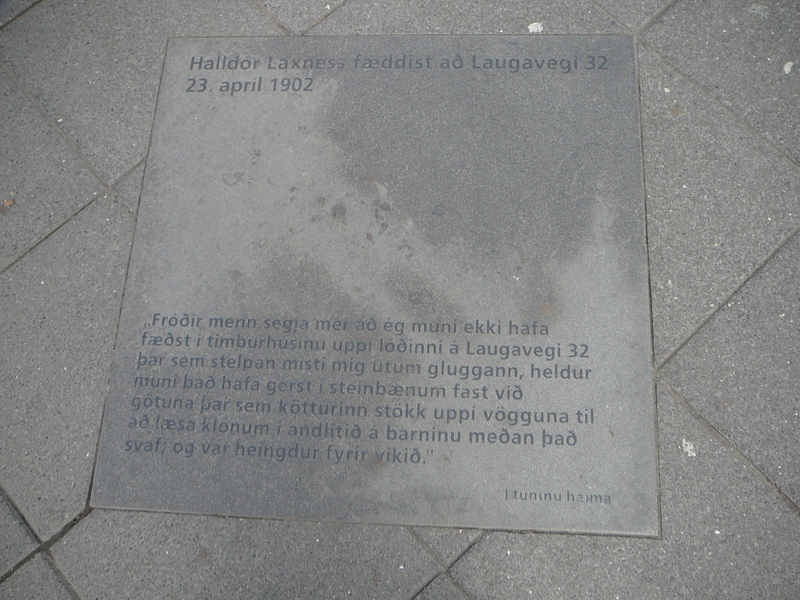 Halldór Laxness fæddist að Laugavegi 32
23. apríl 1902
„Fróðir menn segja mér að ég muni ekki hafa
fæðst í timburhúsinu uppi lóðinni á Laugavegi 32
þar sem stelpan misti mig útum gluggann, heldur
muni það hafa gerst í steinbænum fast við
götuna þar sem kötturinn stökk uppí vögguna til
að læsa klónum í andlitið á barninu meðan það
svaf; og var heingdur fyrir vikið."
Í túninu heima